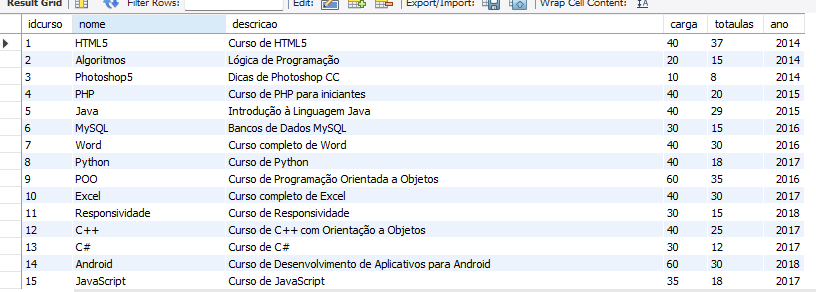 Result Grid Filter Rows: Edit: Export/Import: Wrap Cell Content: IA
idcurso nome descricao carga totaulas ano
1 HTML5 Curso de HTML5 40 37 2014
2 Algoritmos Lógica de Programação 20 15 2014
3 Photoshop5 Dicas de Photoshop CC 10 8 2014
4 PHP Curso de PHP para iniciantes 40 20 2015
5 Java Introdução à Linguagem Java 40 29 2015
6 MySQL Bancos de Dados MySQL 30 15 2016
7 Word Curso completo de Word 40 30 2016
8 Python Curso de Python 40 18 2017
9 POO Curso de Programação Orientada a Objetos 60 35 2016
10 Excel Curso completo de Excel 40 30 2017
11 Responsividade Curso de Responsividade 30 15 2018
12 C++ Curso de C++ com Orientação a Objetos 40 25 2017
13 C# Curso de C# 30 12 2017
14 Android Curso de Desenvolvimento de Aplicativos para Android 60 30 2018
15 JavaScript Curso de JavaScript 35 18 2017